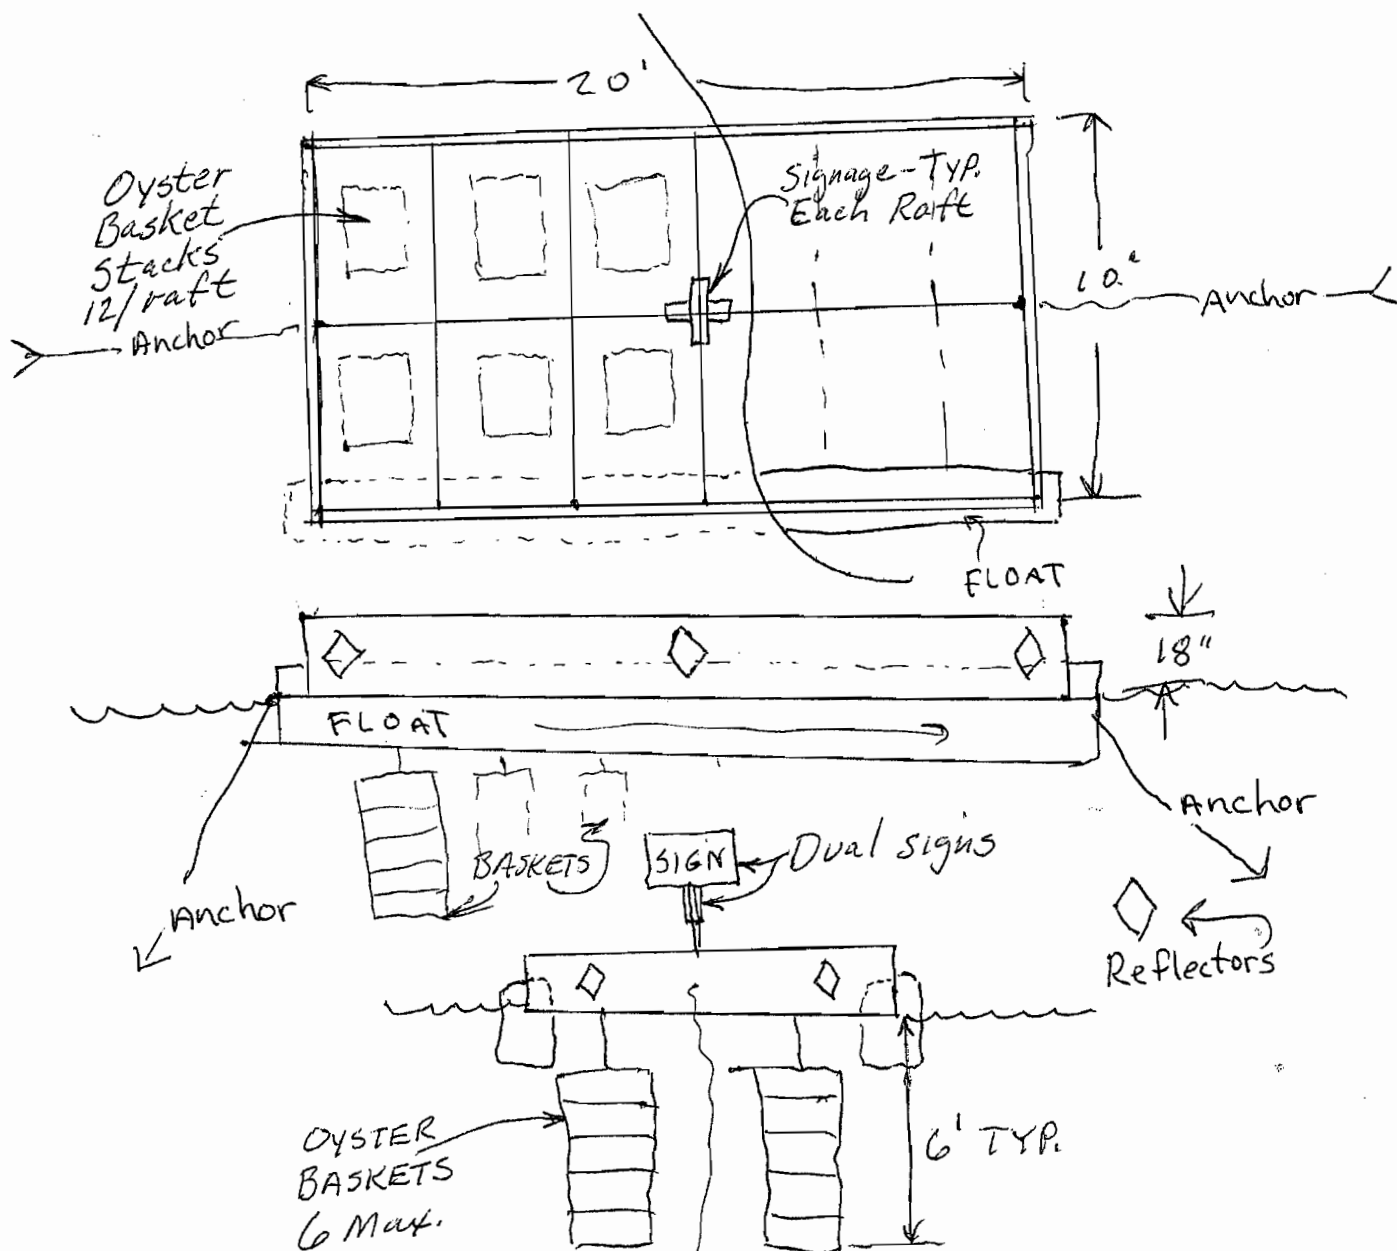 20'
Oyster
Basket
Stacks
12/raft
Signage-Typ.
Each Raft
10'
Anchor
Anchor
FLOAT
18"
FLOAT
Anchor
BASKETS
SIGN
Dual signs
Anchor
Reflectors
OYSTER
BASKETS
6 Max.
6' TYP.